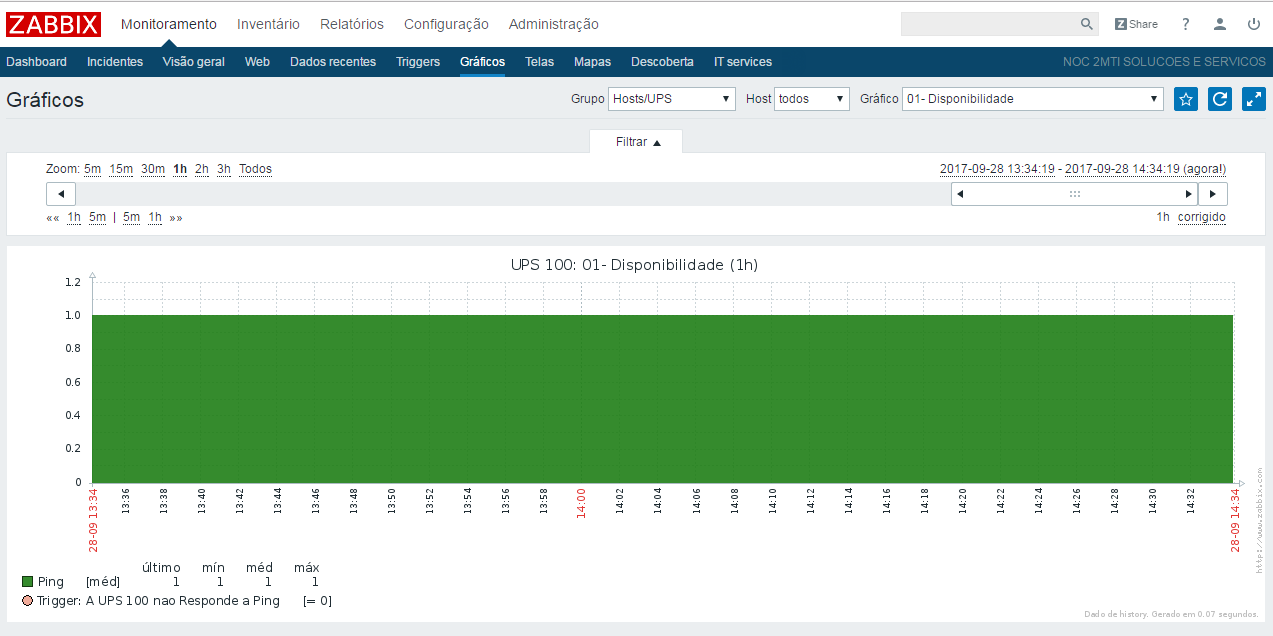 ZABBIX Monitoramento Inventário Relatórios Configuração Administração Z Share ?
Dashboard Incidentes Visão geral Web Dados recentes Triggers Gráficos Telas Mapas Descoberta IT services NOC 2MTI SOLUCOES E SERVICOS
Gráficos Grupo Hosts/UPS Host todos Gráfico 01- Disponibilidade
Filtrar
Zoom: 5m 15m 30m 1h 2h 3h Todos 2017-09-28 13:34:19 - 2017-09-28 14:34:19 (agora!)
«« 1h 5m | 5m 1h »» 1h corrigido
UPS 100: 01- Disponibilidade (1h)
1.2
1.0
0.8
0.6
0.4
0.2
0
28-09 13:34 13:36 13:38 13:40 13:42 13:44 13:46 13:48 13:50 13:52 13:54 13:56 13:58 14:00 14:02 14:04 14:06 14:08 14:10 14:12 14:14 14:16 14:18 14:20 14:22 14:24 14:26 14:28 14:30 14:32 28-09 14:34
http://www.zabbix.com
último mín méd máx
Ping [méd] 1 1 1 1
Trigger: A UPS 100 nao Responde a Ping [= 0]
Dado de history. Gerado em 0.07 segundos.